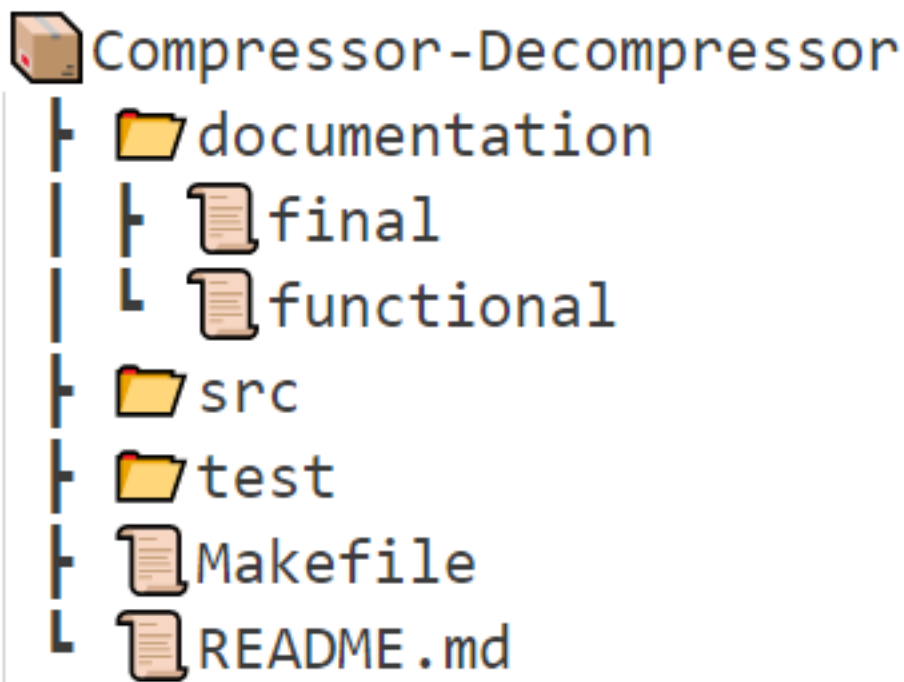 Compressor-Decompressor
documentation
final
functional
src
test
Makefile
README.md